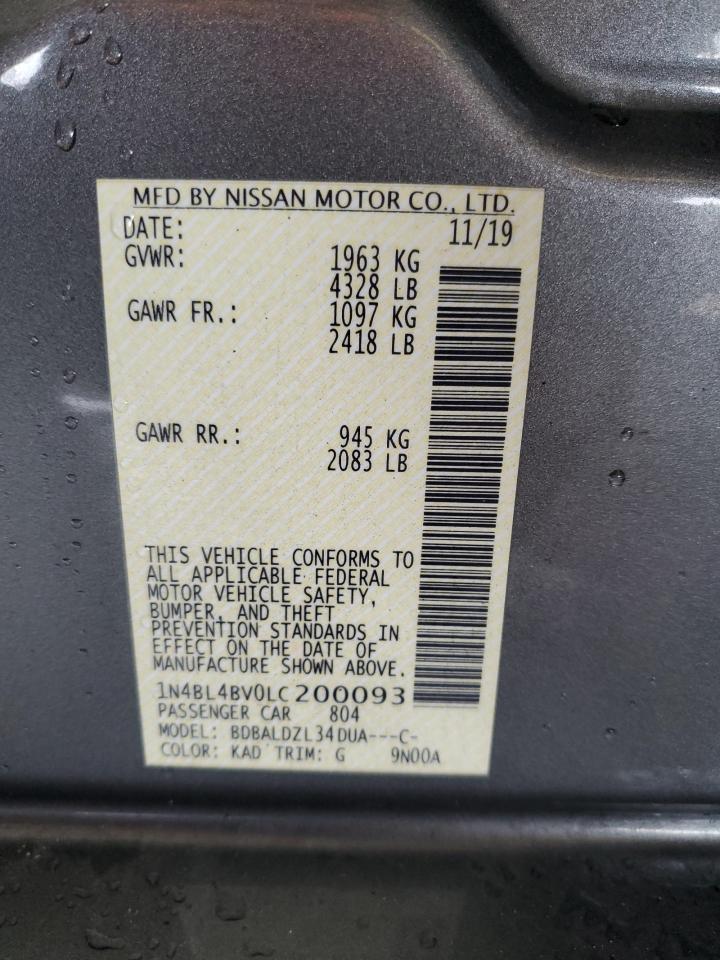 MFD BY NISSAN MOTOR CO., LTD.
DATE: 11/19
GVWR: 1963 KG
4328 LB
GAWR FR.: 1097 KG
2418 LB
GAWR RR.: 945 KG
2083 LB
THIS VEHICLE CONFORMS TO
ALL APPLICABLE FEDERAL
MOTOR VEHICLE SAFETY,
BUMPER, AND THEFT
PREVENTION STANDARDS IN
EFFECT ON THE DATE OF
MANUFACTURE SHOWN ABOVE.
1N4BL4BV0LC200093
PASSENGER CAR 804
MODEL: BDBALDZL34DUA---C-
COLOR: KAD TRIM: G 9N00A